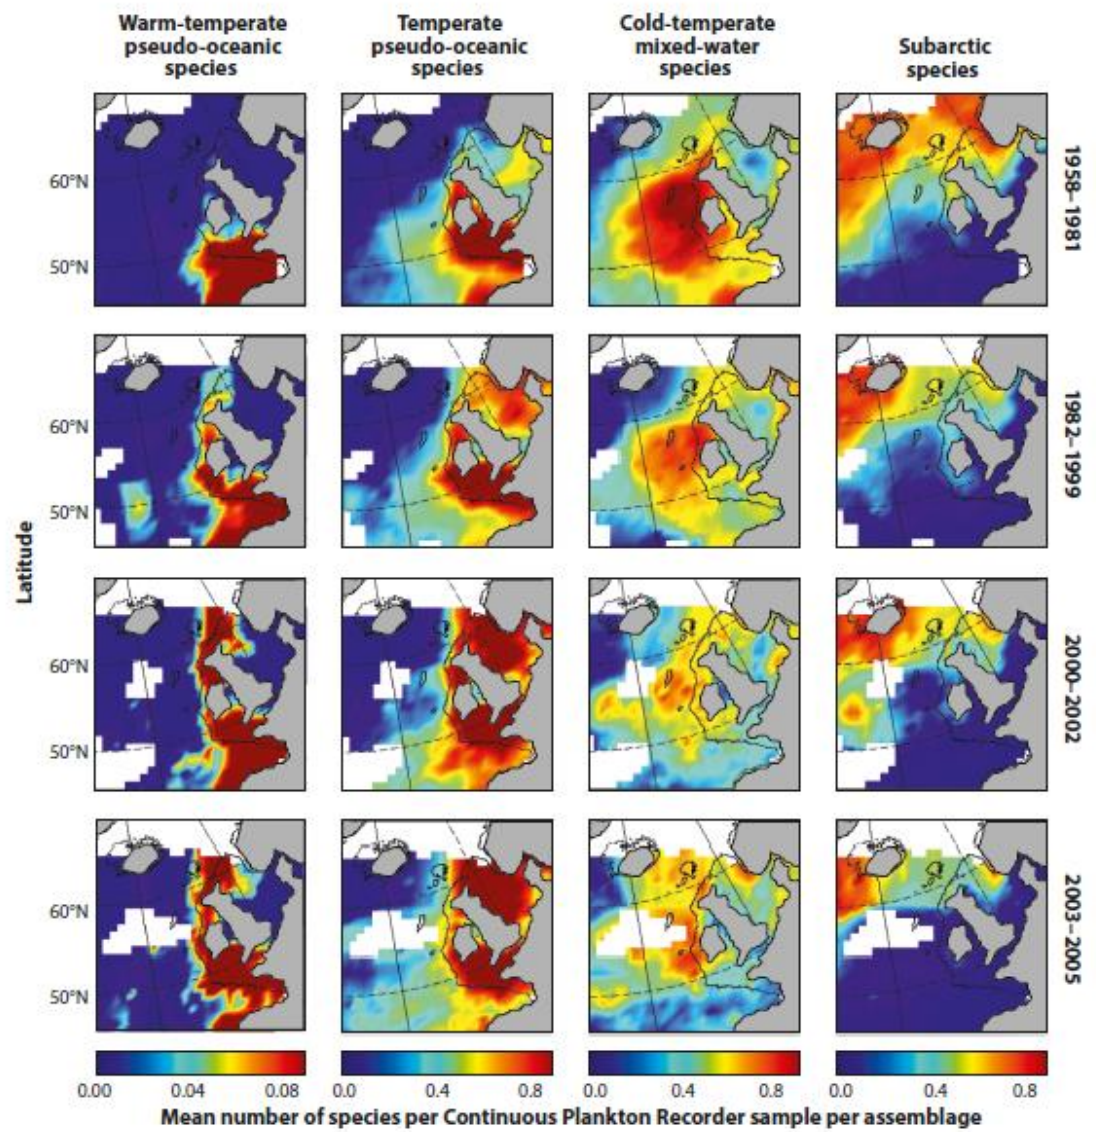 Warm-temperate
pseudo-oceanic
species
Temperate
pseudo-oceanic
species
Cold-temperate
mixed-water
species
Subarctic
species
60°N
50°N
1958–1981
60°N
50°N
1982–1999
Latitude
60°N
50°N
2000–2002
60°N
50°N
2003–2005
0.00 0.04 0.08
0.0 0.4 0.8
0.0 0.4 0.8
0.0 0.4 0.8
Mean number of species per Continuous Plankton Recorder sample per assemblage